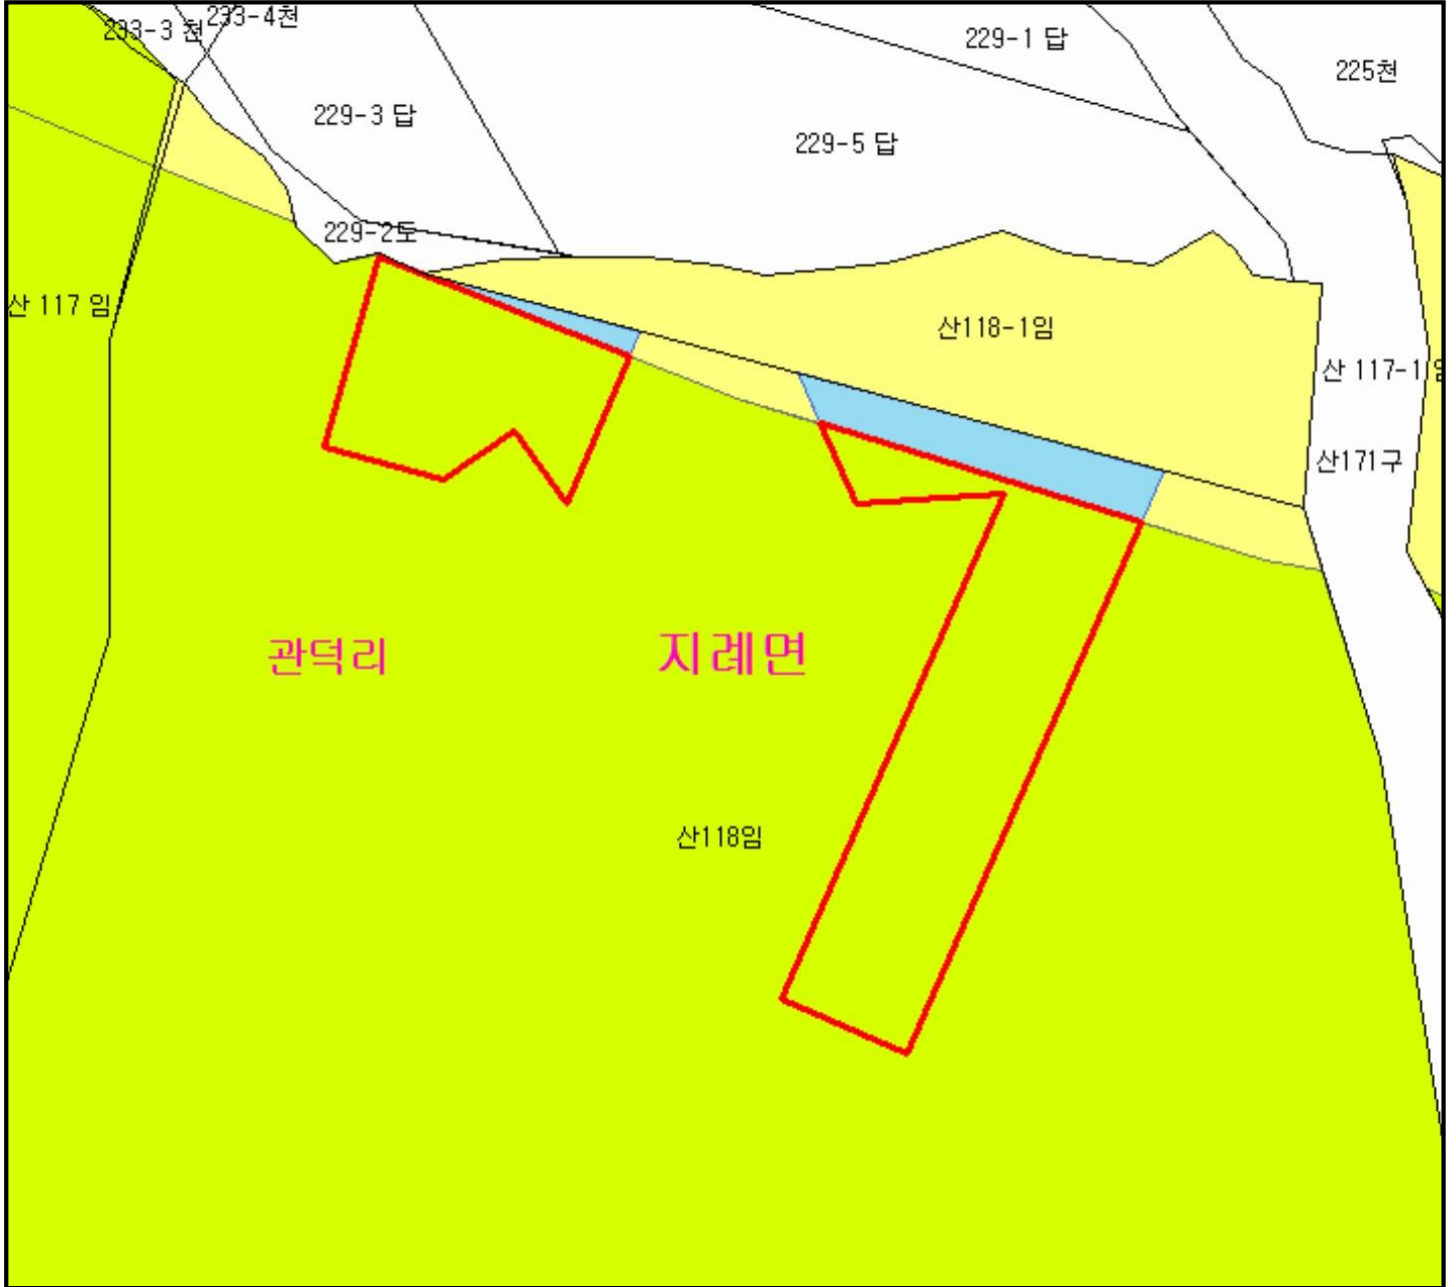 233-3 천
233-4천
229-1 답
225천
229-3 답
229-5 답
229-2도
산 117 임
산118-1임
산 117-1임
산171구
관덕리
지례면
산118임